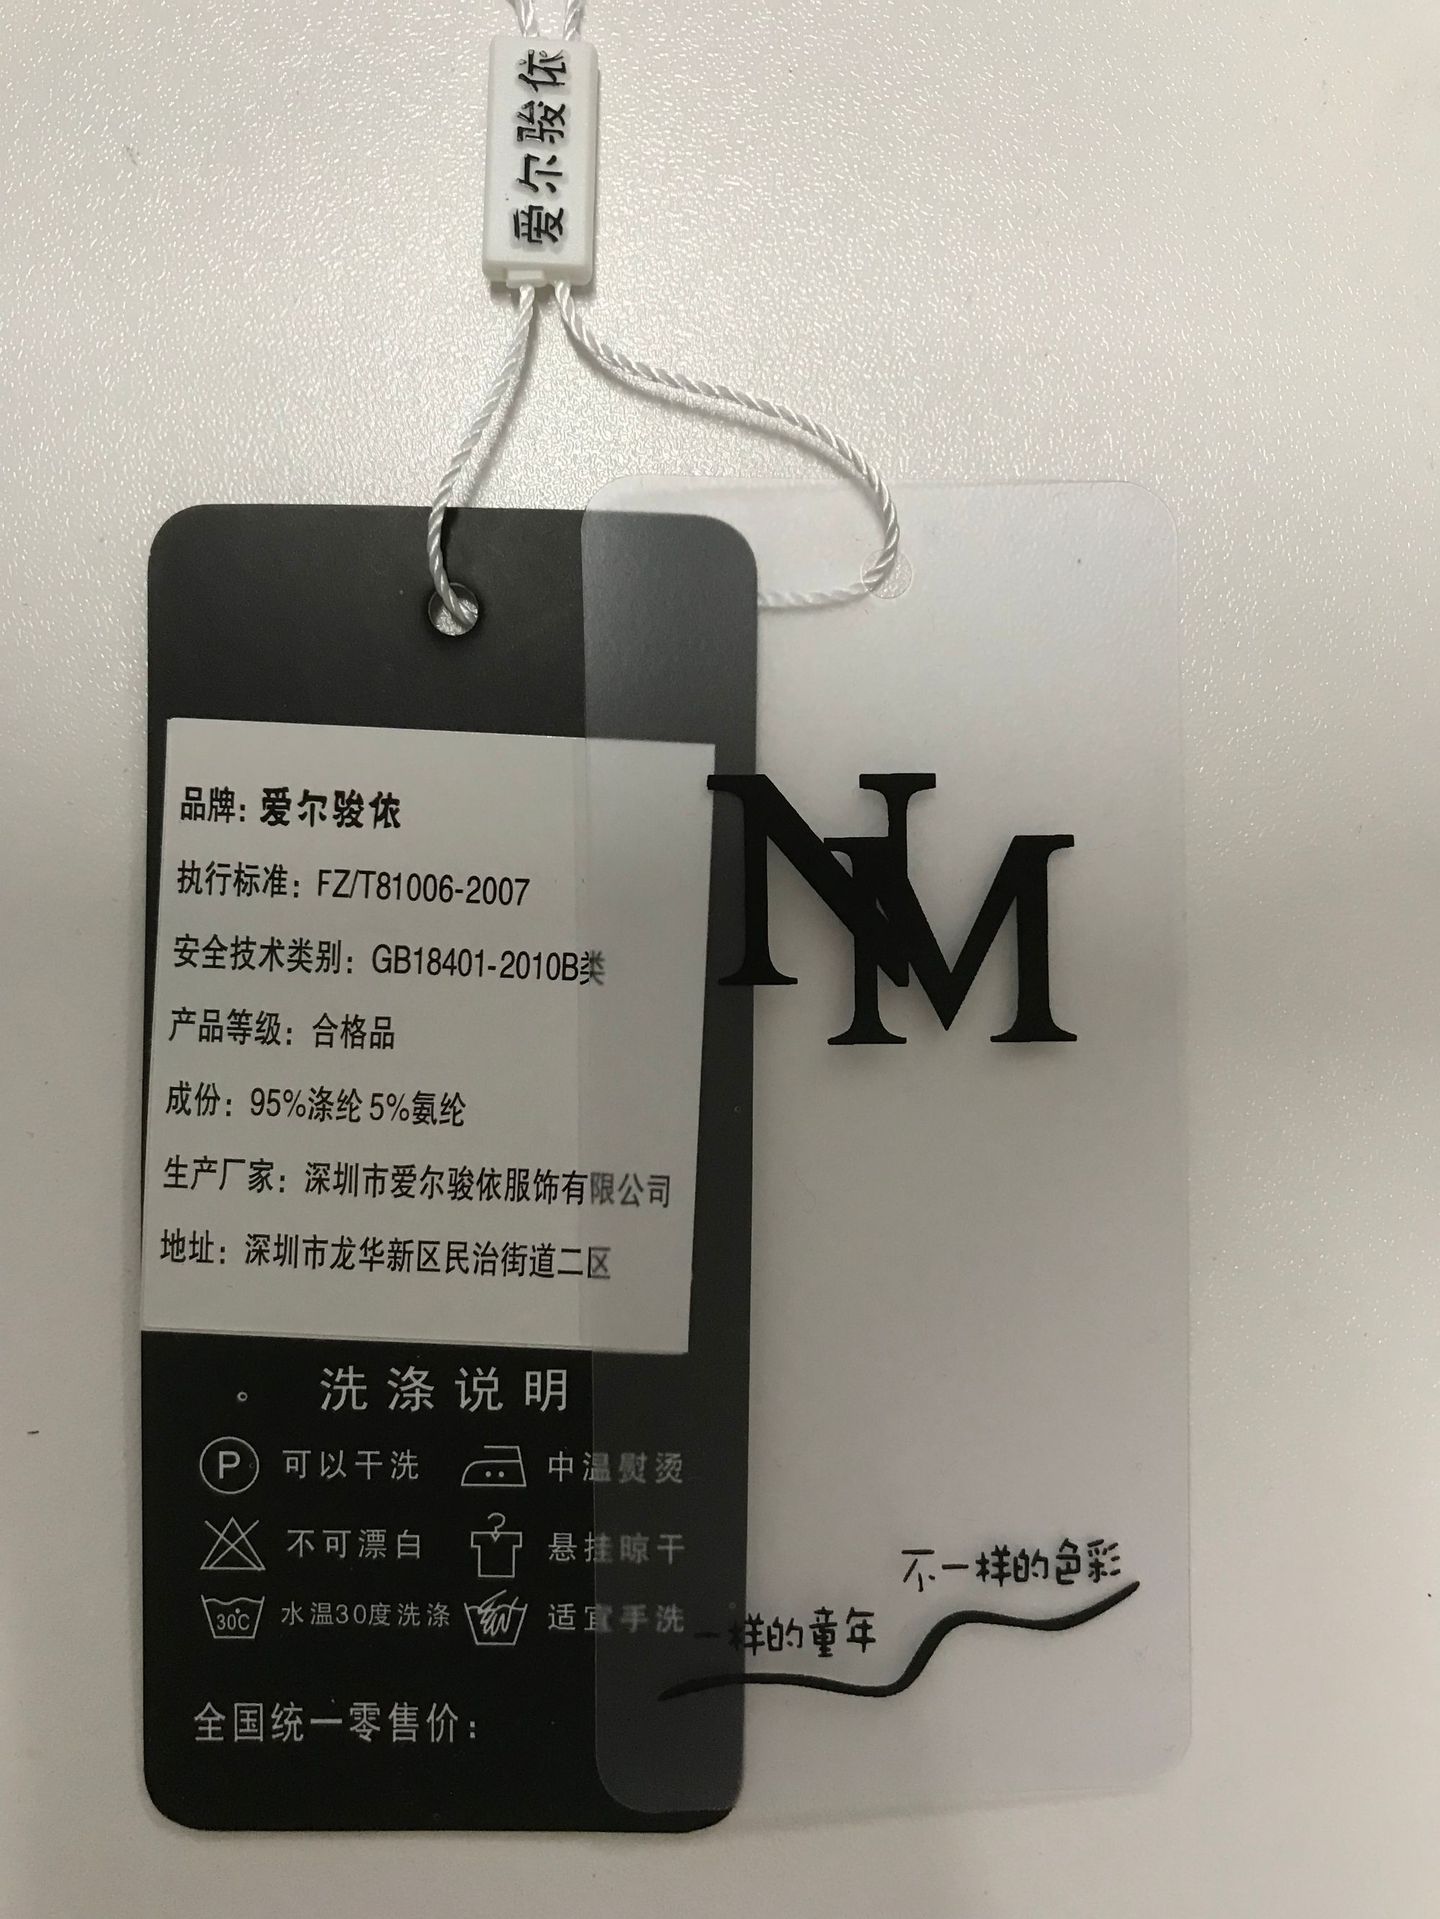 爱尔骏依
品牌：爱尔骏依
执行标准：FZ/T81006-2007
安全技术类别：GB18401-2010B类
产品等级：合格品
成份：95%涤纶 5%氨纶
生产厂家：深圳市爱尔骏依服饰有限公司
地址：深圳市龙华新区民治街道二区
洗涤说明
P 可以干洗 中温熨烫
不可漂白 悬挂晾干
30℃ 水温30度洗涤 适宜手洗
全国统一零售价：
NM
不一样的色彩
一样的童年